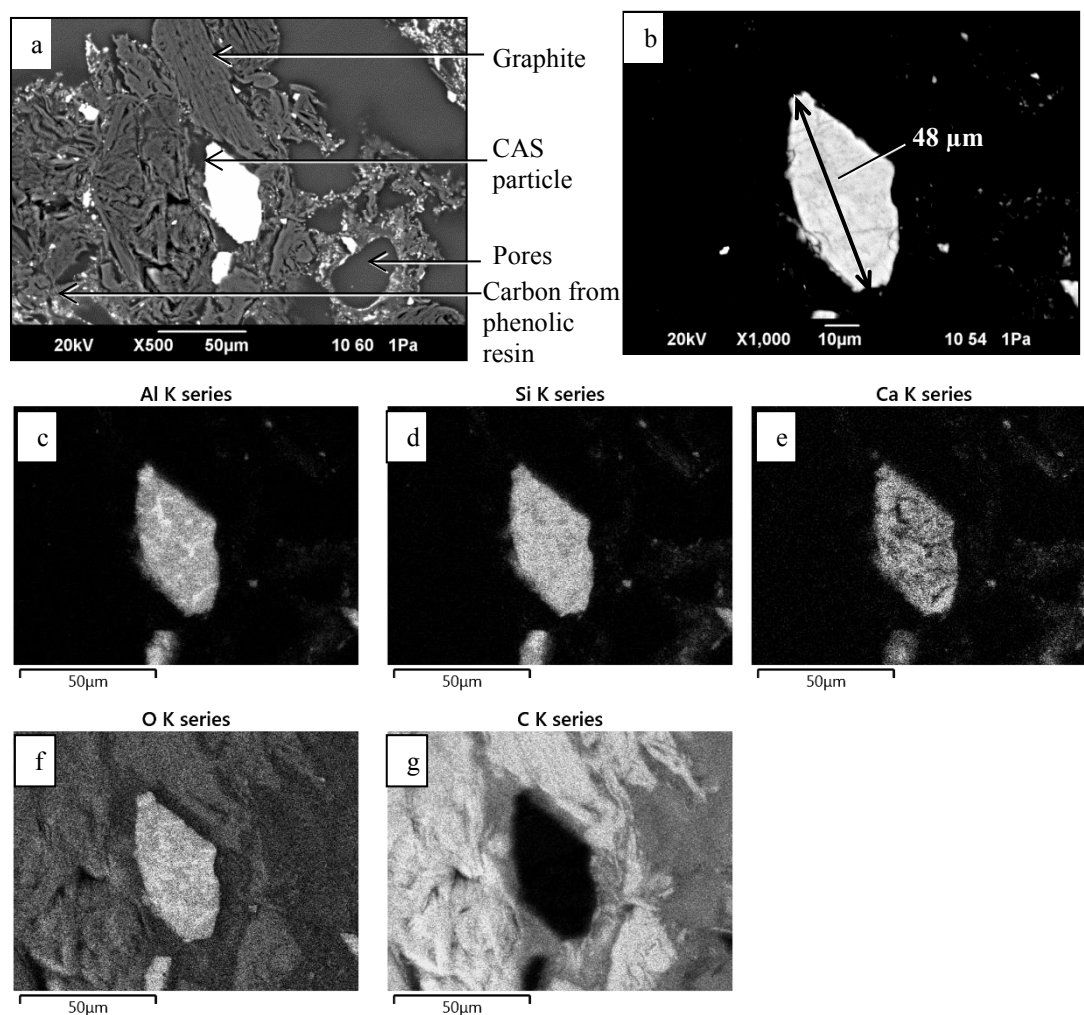 a
Graphite
CAS
particle
Pores
Carbon from
phenolic
resin
20kV X500 50µm 10 60 1Pa
b
48 µm
20kV X1,000 10µm 10 54 1Pa
Al K series
c
50µm
Si K series
d
50µm
Ca K series
e
50µm
O K series
f
50µm
C K series
g
50µm